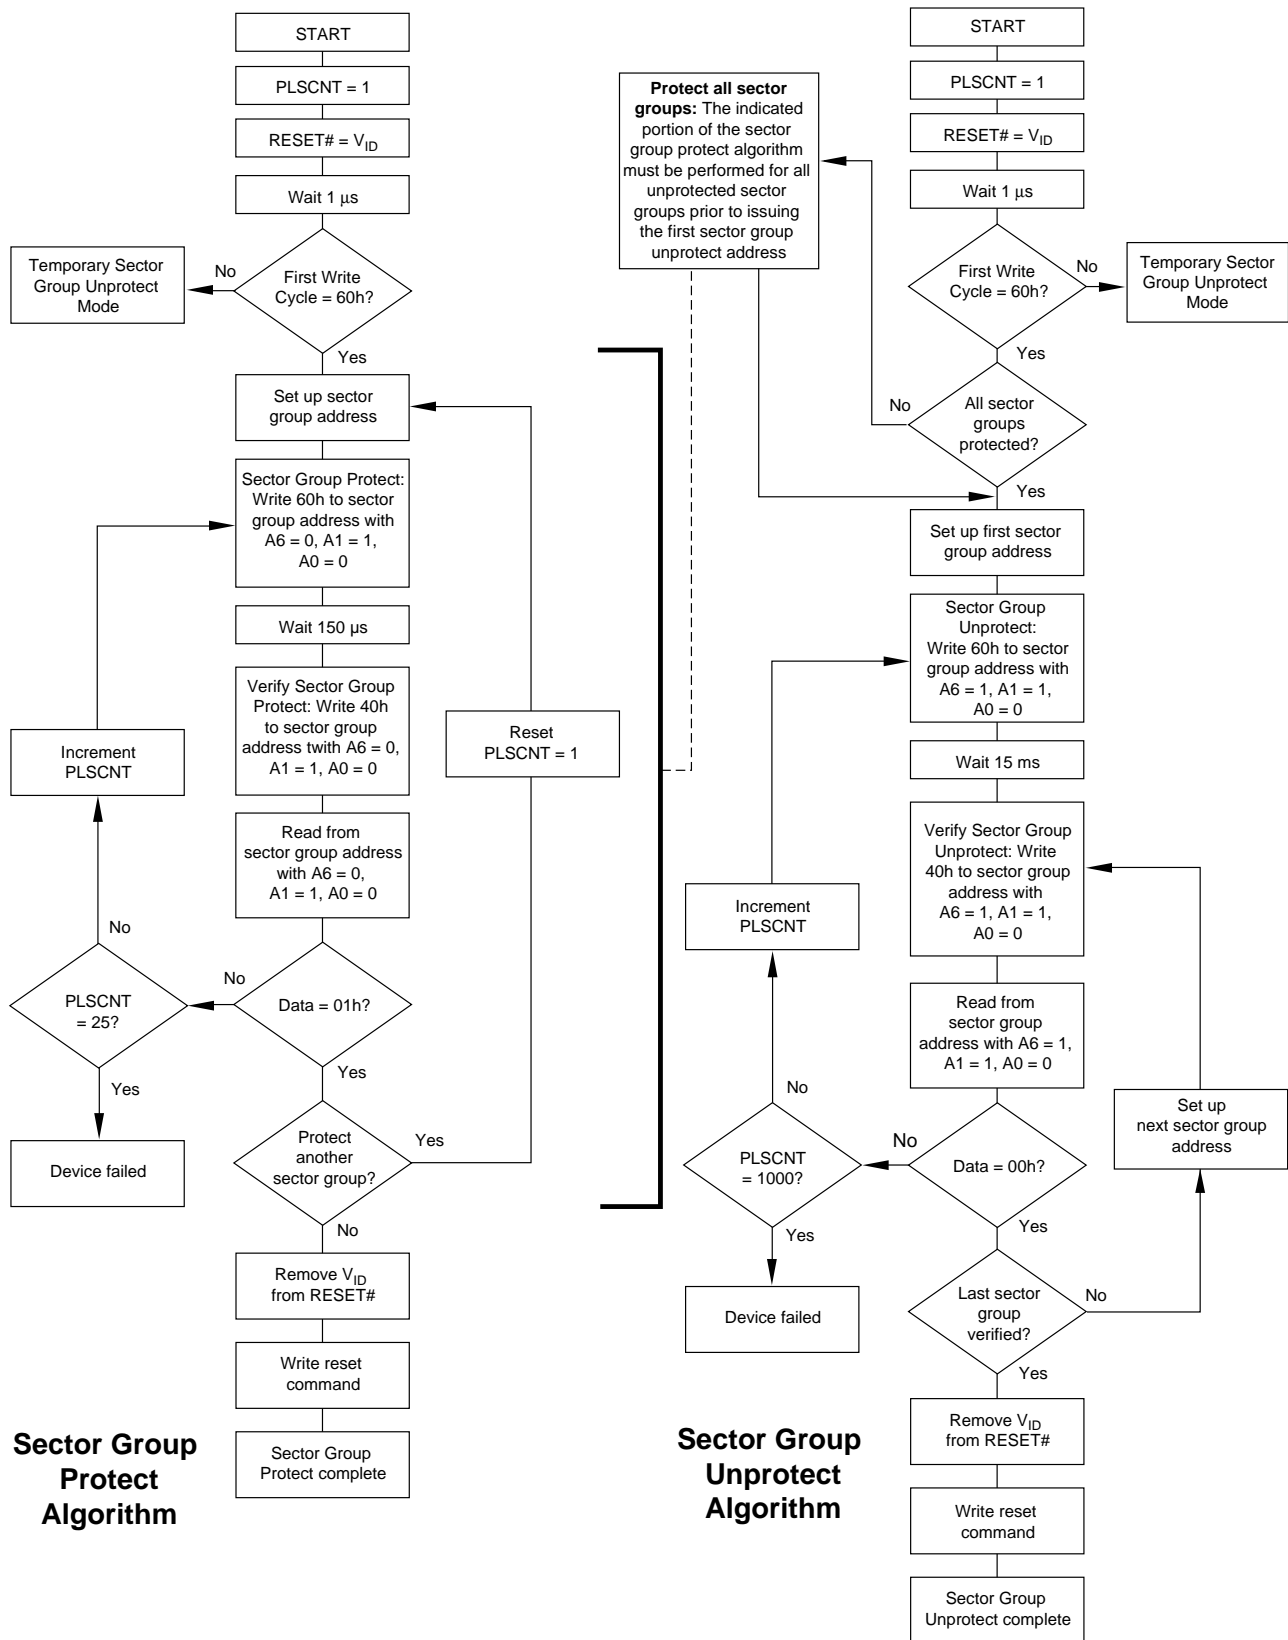 START
PLSCNT = 1
RESET# = VID
Wait 1 μs
First Write
Cycle = 60h?
No
Temporary Sector
Group Unprotect
Mode
Yes
Set up sector
group address
Sector Group Protect:
Write 60h to sector
group address with
A6 = 0, A1 = 1,
A0 = 0
Wait 150 µs
Verify Sector Group
Protect: Write 40h
to sector group
address twith A6 = 0,
A1 = 1, A0 = 0
Reset
PLSCNT = 1
Increment
PLSCNT
Read from
sector group address
with A6 = 0,
A1 = 1, A0 = 0
No
No
PLSCNT
= 25?
Data = 01h?
Yes
Yes
Device failed
Protect
another
sector group?
Yes
No
Remove VID
from RESET#
Write reset
command
Sector Group
Protect complete
Sector Group
Protect
Algorithm
Protect all sector
groups: The indicated
portion of the sector
group protect algorithm
must be performed for all
unprotected sector
groups prior to issuing
the first sector group
unprotect address
START
PLSCNT = 1
RESET# = VID
Wait 1 μs
First Write
Cycle = 60h?
No
Temporary Sector
Group Unprotect
Mode
Yes
No
All sector
groups
protected?
Yes
Set up first sector
group address
Sector Group
Unprotect:
Write 60h to sector
group address with
A6 = 1, A1 = 1,
A0 = 0
Wait 15 ms
Verify Sector Group
Unprotect: Write
40h to sector group
address with
A6 = 1, A1 = 1,
A0 = 0
Increment
PLSCNT
Read from
sector group
address with A6 = 1,
A1 = 1, A0 = 0
No
No
PLSCNT
= 1000?
Data = 00h?
Set up
next sector group
address
Yes
Yes
Device failed
Last sector
group
verified?
No
Yes
Remove VID
from RESET#
Write reset
command
Sector Group
Unprotect complete
Sector Group
Unprotect
Algorithm